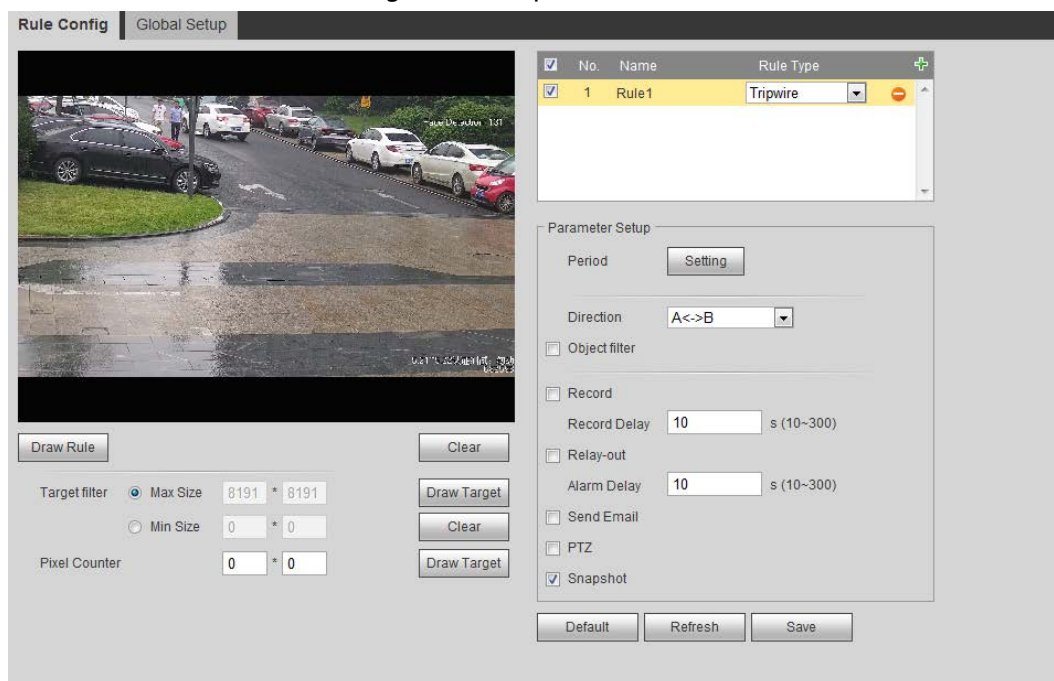 Rule Config Global Setup
No. Name Rule Type
1 Rule1 Tripwire
Parameter Setup
Period Setting
Direction A<->B
Object filter
Record
Record Delay 10 s (10~300)
Relay-out
Alarm Delay 10 s (10~300)
Send Email
PTZ
Snapshot
Default Refresh Save
Draw Rule Clear
Target filter Max Size 8191 * 8191 Draw Target
Min Size 0 * 0 Clear
Pixel Counter 0 * 0 Draw Target